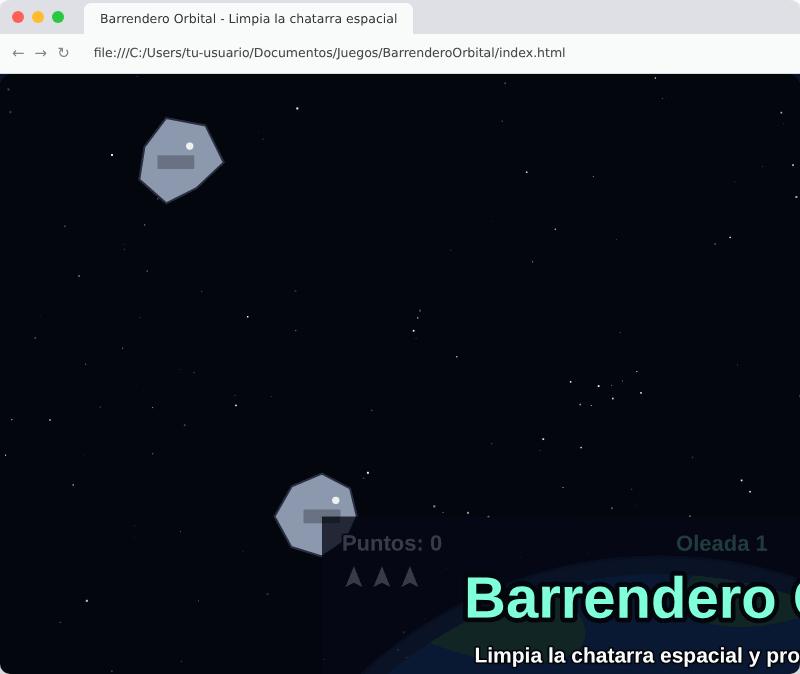 Barrendero Orbital - Limpia la chatarra espacial
file:///C:/Users/tu-usuario/Documentos/Juegos/BarrenderoOrbital/index.html
Puntos: 0
Oleada 1
Barrendero
Limpia la chatarra espacial y pro